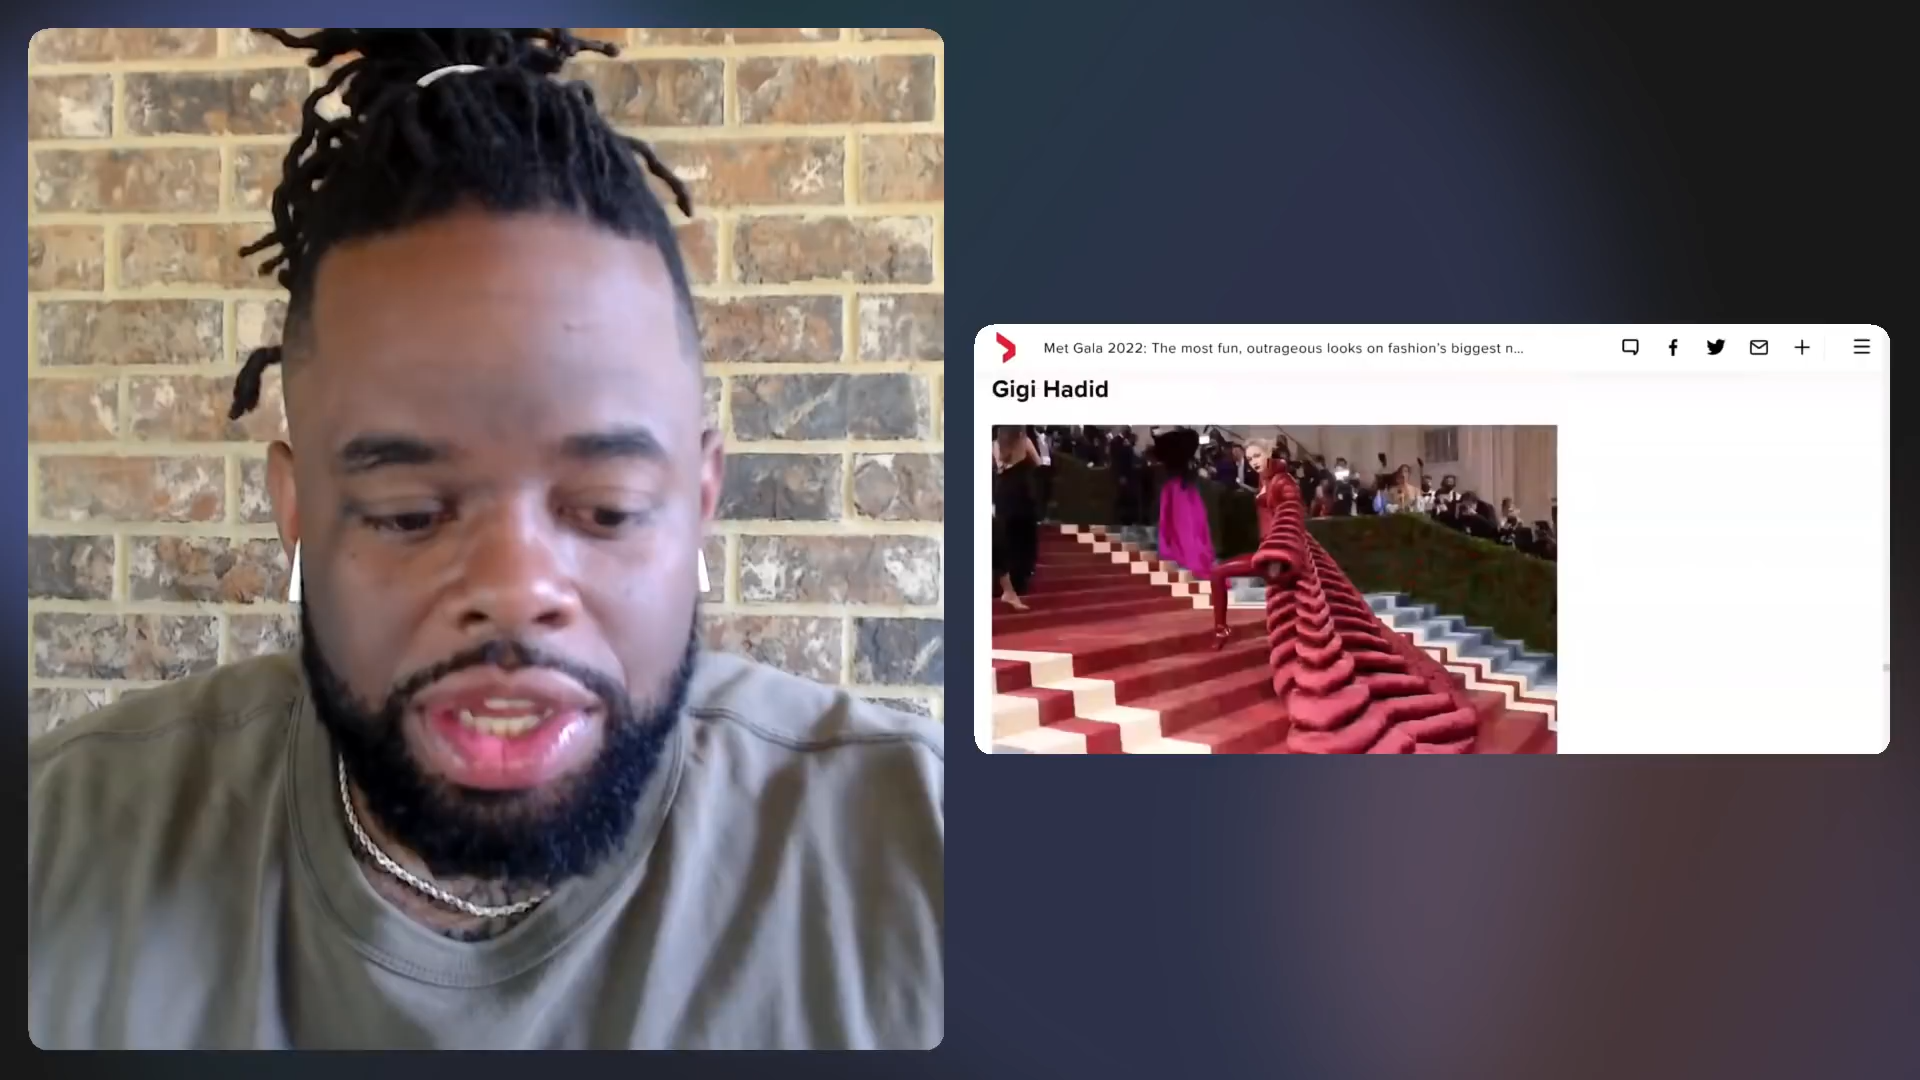 Met Gala 2022: The most fun, outrageous looks on fashion's biggest n...
Gigi Hadid